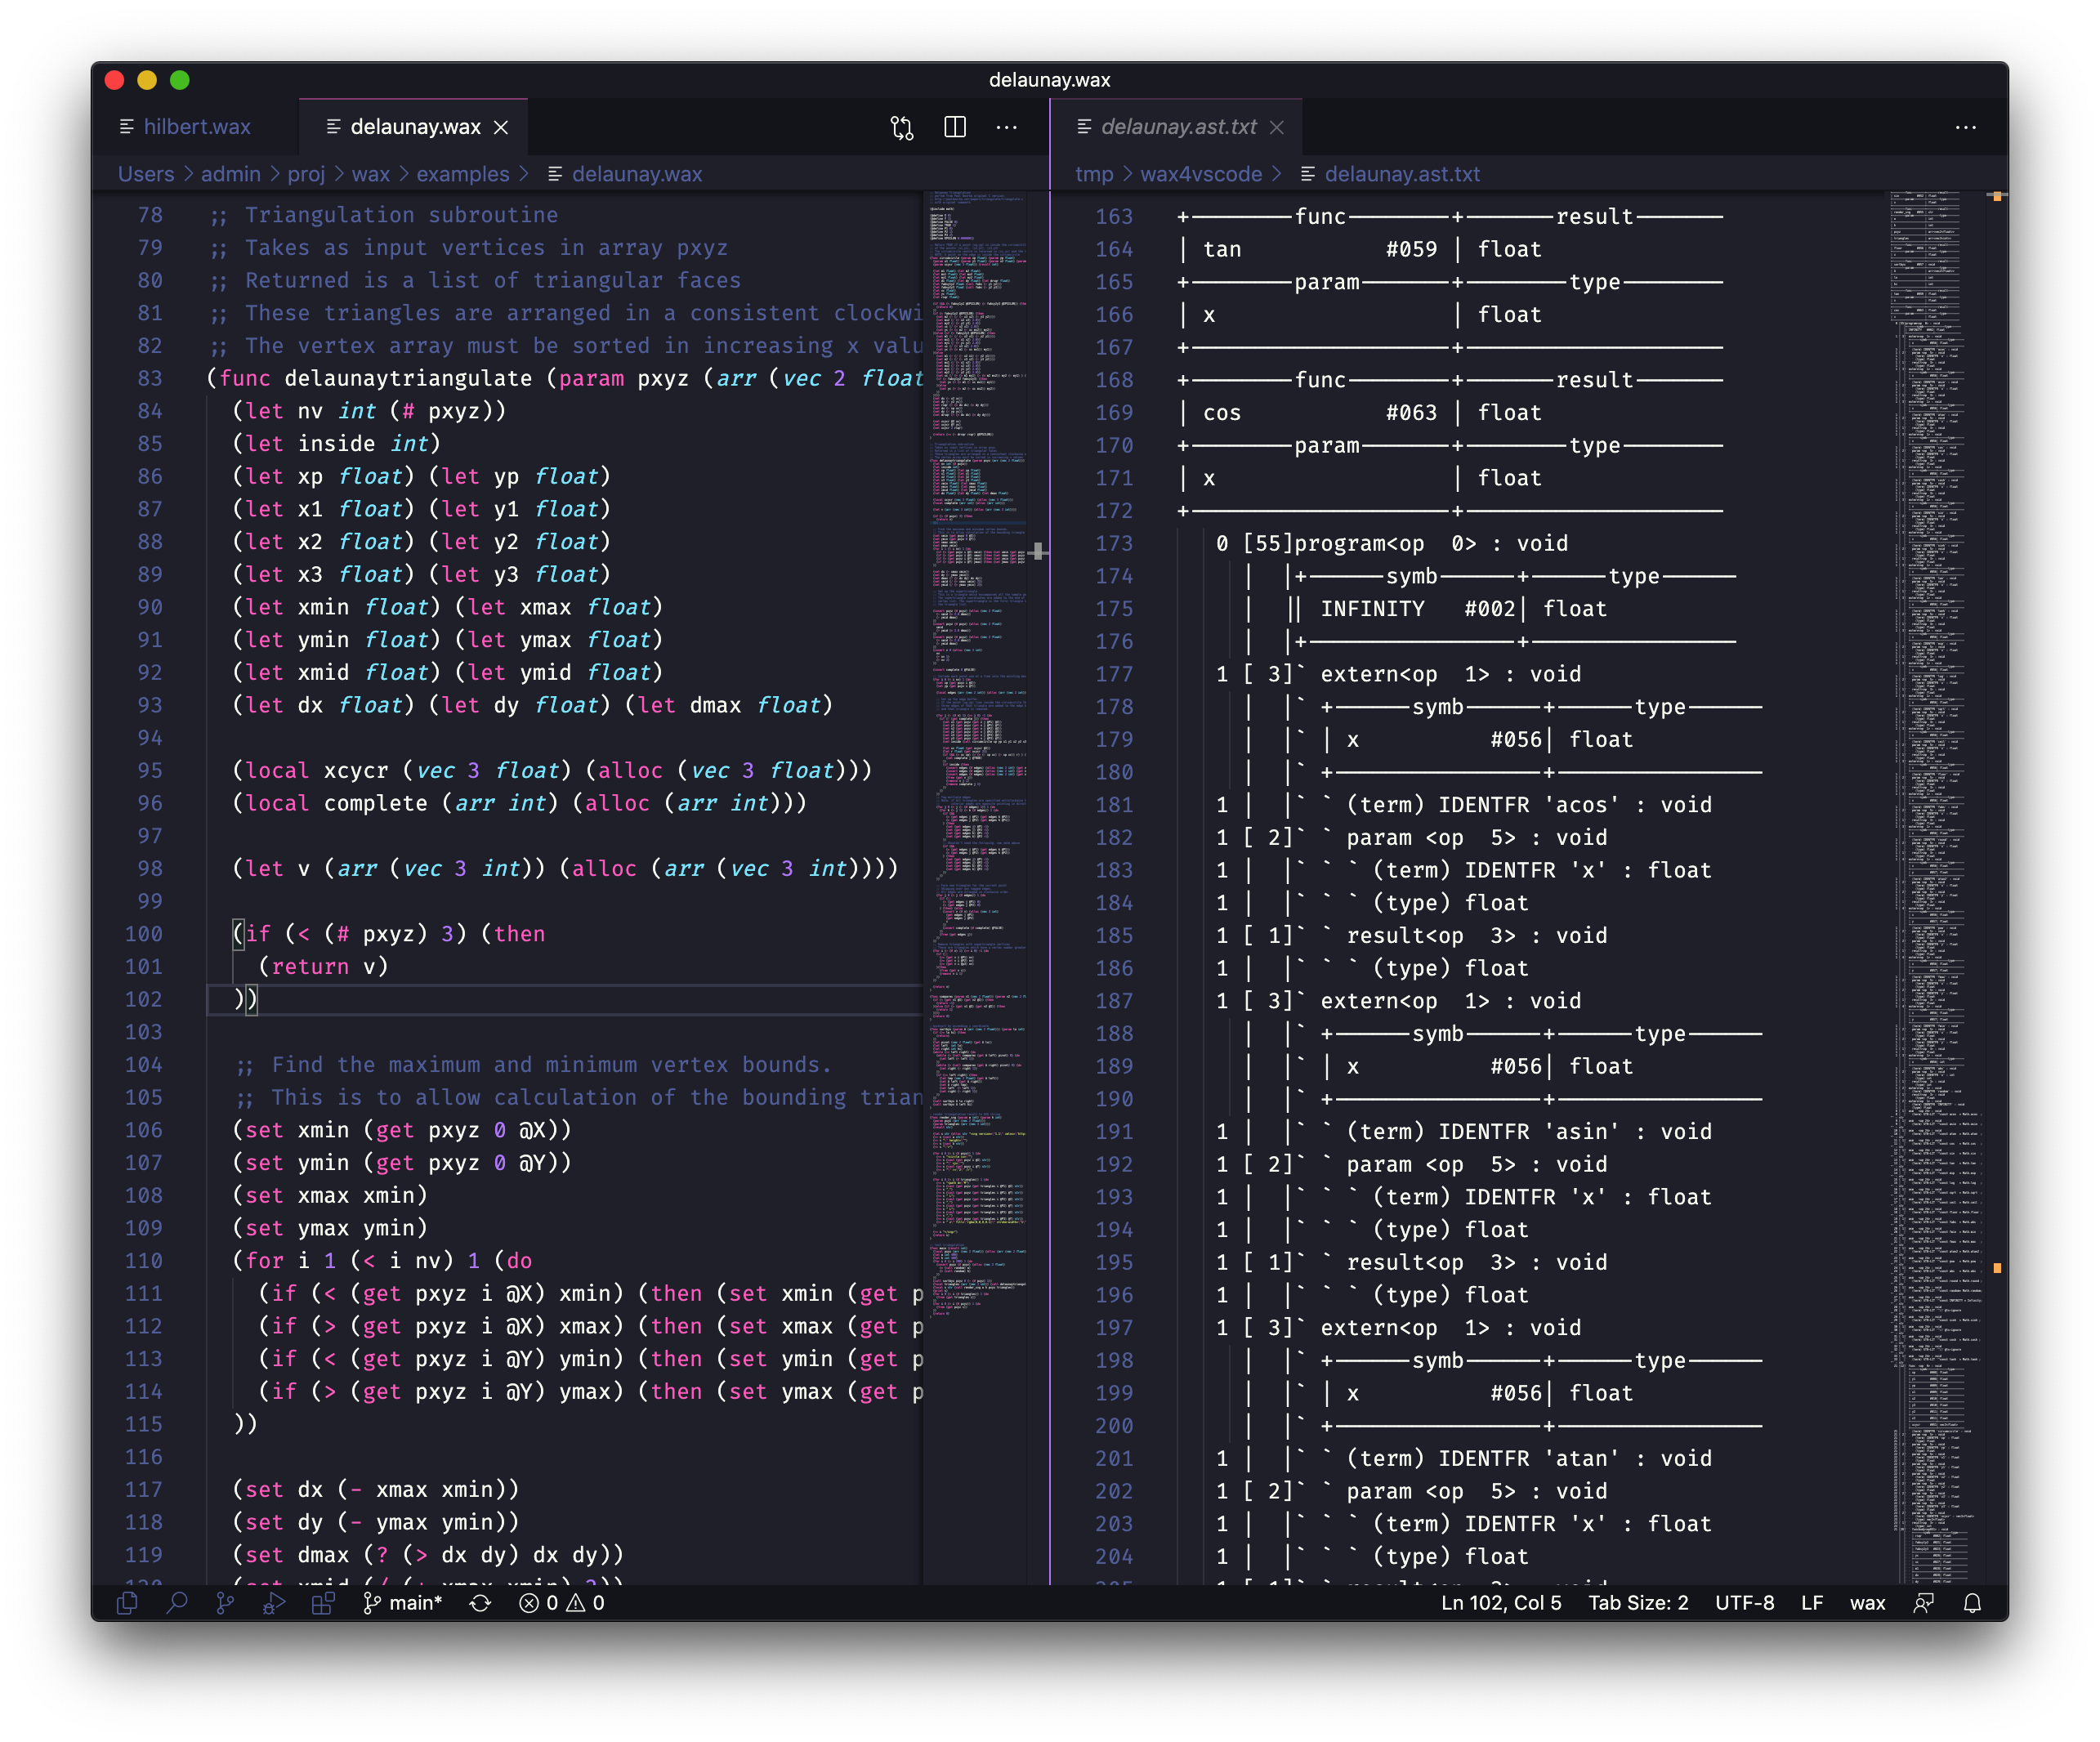 delaunay.wax
hilbert.wax
delaunay.wax
Users > admin > proj > wax > examples > delaunay.wax
78 ;; Triangulation subroutine
79 ;; Takes as input vertices in array pxyz
80 ;; Returned is a list of triangular faces
81 ;; These triangles are arranged in a consistent
82 ;; The vertex array must be sorted in increasing x
83 (func delaunaytriangulate (param pxyz (arr (vec 2 float
84 (let nv int (# pxyz))
85 (let inside int)
86 (let xp float) (let yp float)
87 (let x1 float) (let y1 float)
88 (let x2 float) (let y2 float)
89 (let x3 float) (let y3 float)
90 (let xmin float) (let xmax float)
91 (let ymin float) (let ymax float)
92 (let xmid float) (let ymid float)
93 (let dx float) (let dy float) (let dmax float)
94
95 (local xcycr (vec 3 float) (alloc (vec 3 float)))
96 (local complete (arr int) (alloc (arr int)))
97
98 (let v (arr (vec 3 int)) (alloc (arr (vec 3 int))))
99
100 (if (< (# pxyz) 3) (then
101 (return v)
102 ))
103
104 ;; Find the maximum and minimum vertex bounds.
105 ;; This is to allow calculation of the bounding
106 (set xmin (get pxyz 0 @X))
107 (set ymin (get pxyz 0 @Y))
108 (set xmax xmin)
109 (set ymax ymin)
110 (for i 1 (< i nv) 1 (do
111 (if (< (get pxyz i @X) xmin) (then (set xmin (get p
112 (if (> (get pxyz i @X) xmax) (then (set xmax (get p
113 (if (< (get pxyz i @Y) ymin) (then (set ymin (get p
114 (if (> (get pxyz i @Y) ymax) (then (set ymax (get p
115 ))
116
117 (set dx (- xmax xmin))
118 (set dy (- ymax ymin))
119 (set dmax (? (> dx dy) dx dy))
delaunay.ast.txt
tmp > wax4vscode > delaunay.ast.txt
163 +--------func--------+-------result-------
164 | tan #059 | float
165 +--------param-------+--------type--------
166 | x | float
167 +--------------------+--------------------
168 +--------func--------+-------result-------
169 | cos #063 | float
170 +--------param-------+--------type--------
171 | x | float
172 +--------------------+--------------------
173 0 [55]program<op 0> : void
174 | |+------symb------+------type------
175 | || INFINITY #002| float
176 | |+----------------+----------------
177 1 [ 3]` extern<op 1> : void
178 | |` +------symb------+------type------
179 | |` | x #056| float
180 | |` +----------------+----------------
181 1 | |` ` (term) IDENTFR 'acos' : void
182 1 [ 2]` ` param <op 5> : void
183 1 | |` ` ` (term) IDENTFR 'x' : float
184 1 | |` ` ` (type) float
185 1 [ 1]` ` result<op 3> : void
186 1 | |` ` ` (type) float
187 1 [ 3]` extern<op 1> : void
188 | |` +------symb------+------type------
189 | |` | x #056| float
190 | |` +----------------+----------------
191 1 | |` ` (term) IDENTFR 'asin' : void
192 1 [ 2]` ` param <op 5> : void
193 1 | |` ` ` (term) IDENTFR 'x' : float
194 1 | |` ` ` (type) float
195 1 [ 1]` ` result<op 3> : void
196 1 | |` ` ` (type) float
197 1 [ 3]` extern<op 1> : void
198 | |` +------symb------+------type------
199 | |` | x #056| float
200 | |` +----------------+----------------
201 1 | |` ` (term) IDENTFR 'atan' : void
202 1 [ 2]` ` param <op 5> : void
203 1 | |` ` ` (term) IDENTFR 'x' : float
204 1 | |` ` ` (type) float
main* 0 0 Ln 102, Col 5 Tab Size: 2 UTF-8 LF wax